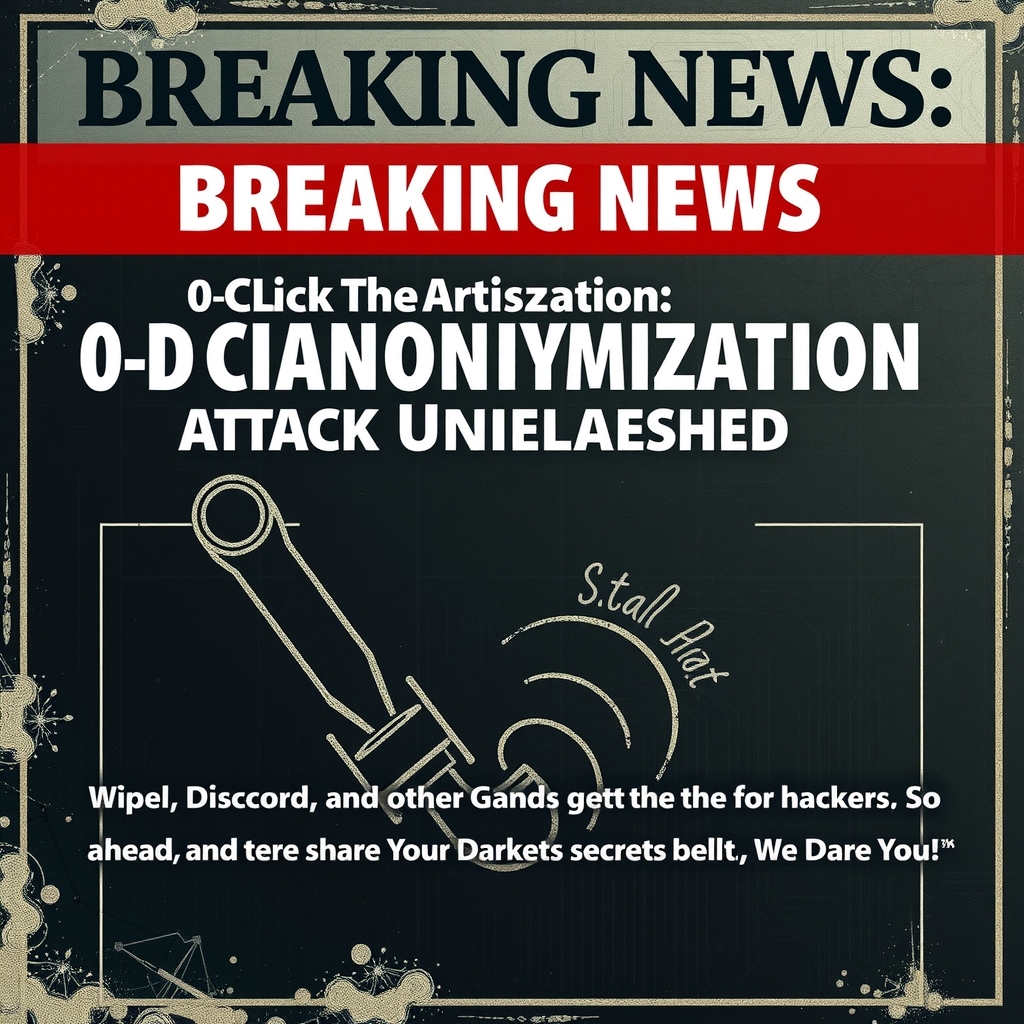 BREAKING NEWS:
BREAKING NEWS
0-CLick The Artiszation:
0-D CIANONIYMIZATION
ATTACK UNIELAESHED
S.tall
Wipel, Disccord, and other Gands gett the the for hackers. So
ahead, and tere share Your Darkets secrets bellt., We Dare You!